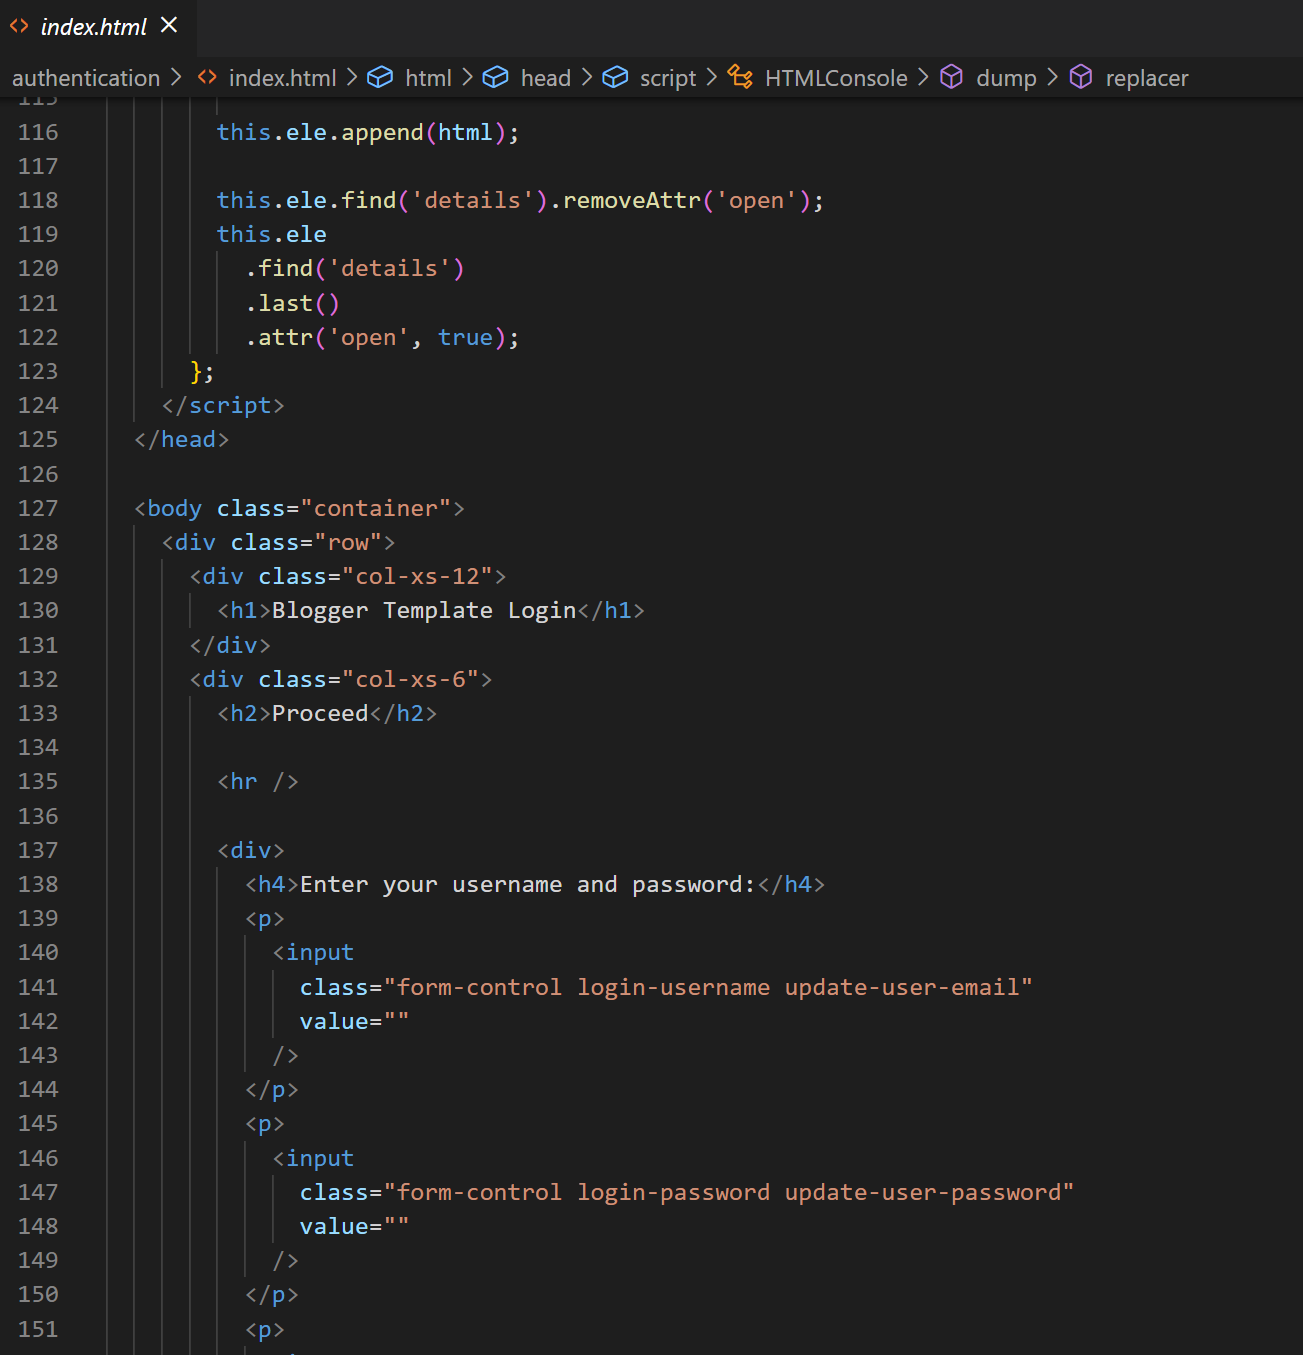 index.html
authentication > index.html > html > head > script > HTMLConsole > dump > replacer
115
116 this.ele.append(html);
117
118 this.ele.find('details').removeAttr('open');
119 this.ele
120 .find('details')
121 .last()
122 .attr('open', true);
123 };
124 </script>
125 </head>
126
127 <body class="container">
128 <div class="row">
129 <div class="col-xs-12">
130 <h1>Blogger Template Login</h1>
131 </div>
132 <div class="col-xs-6">
133 <h2>Proceed</h2>
134
135 <hr />
136
137 <div>
138 <h4>Enter your username and password:</h4>
139 <p>
140 <input
141 class="form-control login-username update-user-email"
142 value=""
143 />
144 </p>
145 <p>
146 <input
147 class="form-control login-password update-user-password"
148 value=""
149 />
150 </p>
151 <p>